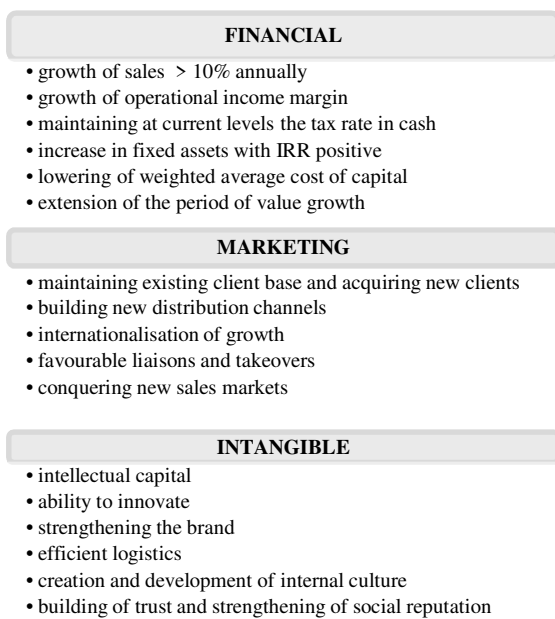 FINANCIAL
• growth of sales > 10% annually
• growth of operational income margin
• maintaining at current levels the tax rate in cash
• increase in fixed assets with IRR positive
• lowering of weighted average cost of capital
• extension of the period of value growth
MARKETING
• maintaining existing client base and acquiring new clients
• building new distribution channels
• internationalisation of growth
• favourable liaisons and takeovers
• conquering new sales markets
INTANGIBLE
• intellectual capital
• ability to innovate
• strengthening the brand
• efficient logistics
• creation and development of internal culture
• building of trust and strengthening of social reputation